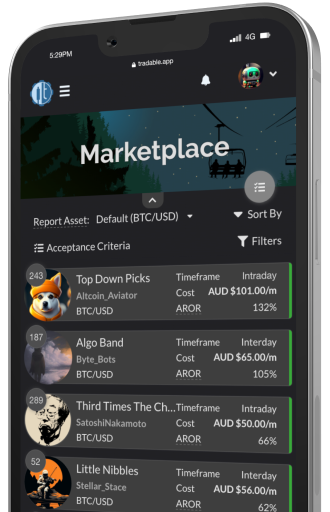 5:29PM
4G
tradable.app
Marketplace
Report Asset: Default (BTC/USD)
Sort By
Acceptance Criteria
Filters
243
Top Down Picks
Timeframe Intraday
Altcoin_Aviator
Cost AUD $101.00/m
BTC/USD
AROR 132%
187
Algo Band
Timeframe Interday
Byte_Bots
Cost AUD $65.00/m
BTC/USD
AROR 105%
289
Third Times The Ch...
Timeframe Intraday
SatoshiNakamoto
Cost AUD $50.00/m
BTC/USD
AROR 66%
52
Little Nibbles
Timeframe Interday
Stellar_Stace
Cost AUD $56.00/m
BTC/USD
AROR 62%